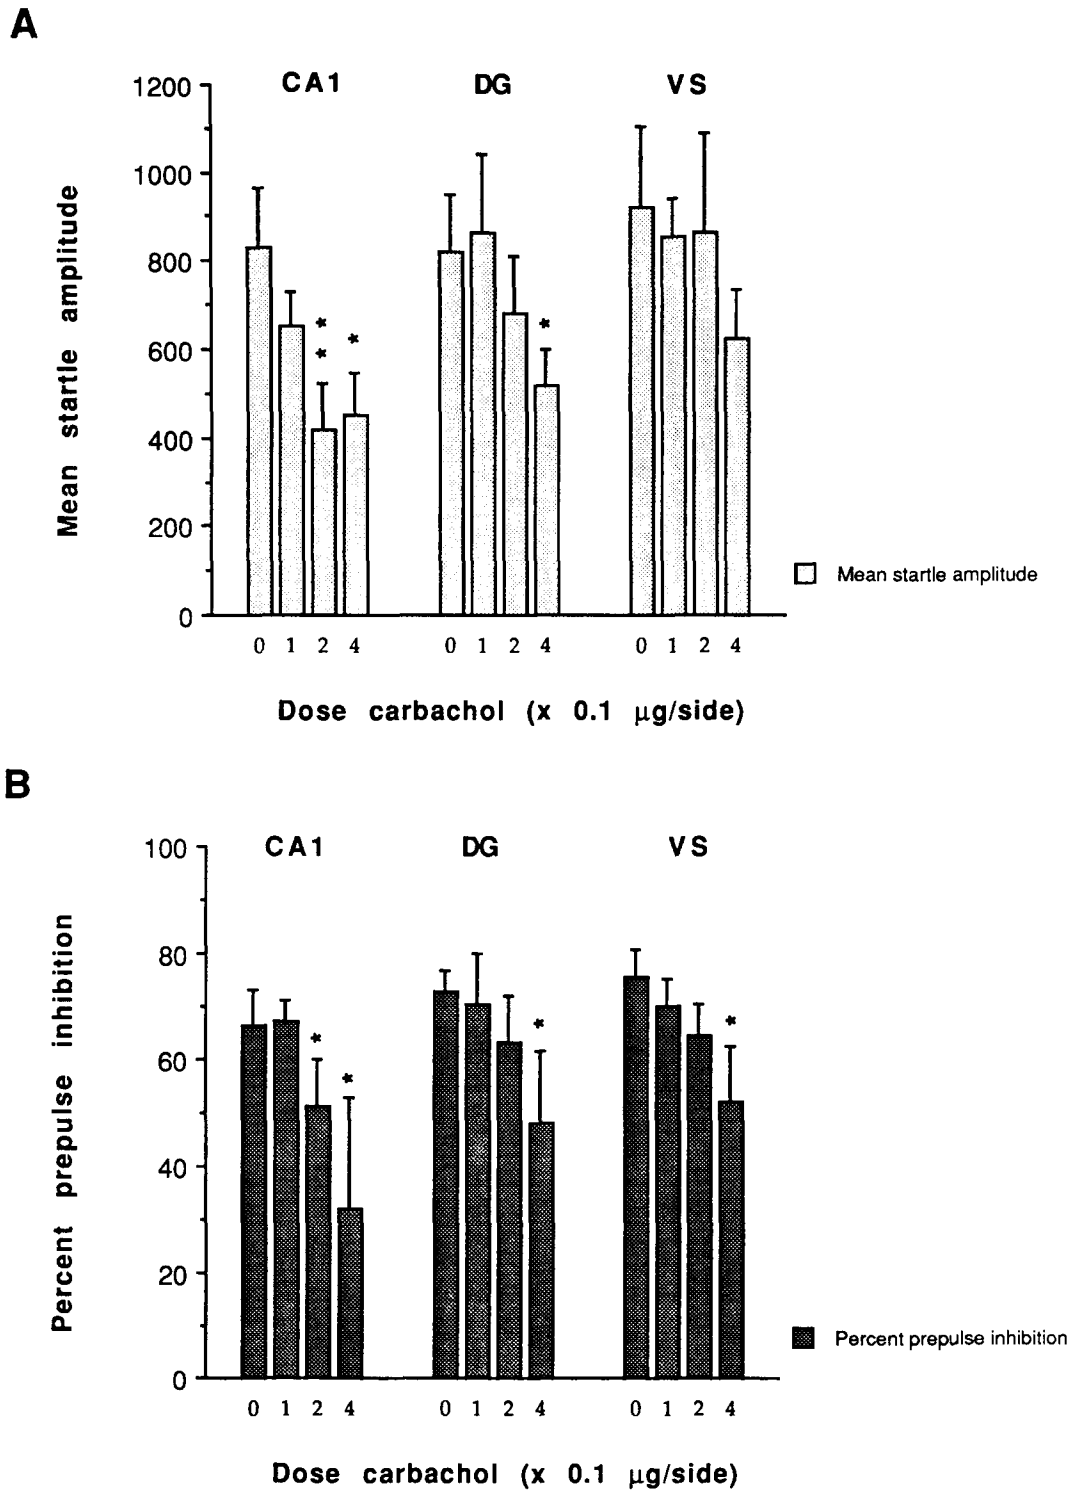 A
CA1 DG VS
1200
1000
800
600
400
200
0
Mean startle amplitude
* * * *
Mean startle amplitude
0 1 2 4 0 1 2 4 0 1 2 4
Dose carbachol (x 0.1 µg/side)
B
CA1 DG VS
100
80
60
40
20
0
Percent prepulse inhibition
* * * *
Percent prepulse inhibition
0 1 2 4 0 1 2 4 0 1 2 4
Dose carbachol (x 0.1 µg/side)